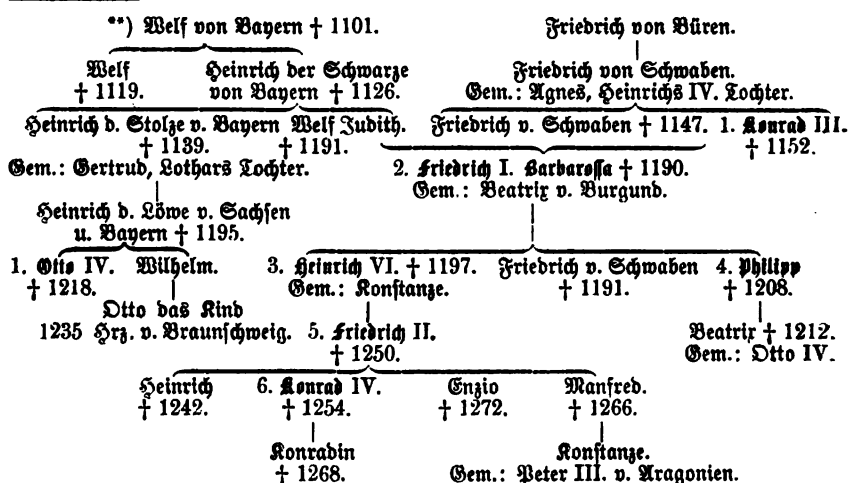 **) Welf von Bayern † 1101. Friedrich von Büren.
Welf Heinrich der Schwarze Friedrich von Schwaben.
† 1119. von Bayern † 1126. Gem.: Agnes, Heinrichs IV. Tochter.
Heinrich d. Stolze v. Bayern Welf Judith. Friedrich v. Schwaben † 1147. 1. Konrad III.
† 1139. † 1191. † 1152.
Gem.: Gertrud, Lothars Tochter. 2. Friedrich I. Barbarossa † 1190.
Gem.: Beatrix v. Burgund.
Heinrich d. Löwe v. Sachsen
u. Bayern † 1195.
1. Otto IV. Wilhelm. 3. Heinrich VI. † 1197. Friedrich v. Schwaben 4. Philipp
† 1218. Gem.: Konstanze. † 1191. † 1208.
Otto das Kind
1235 Hrz. v. Braunschweig. 5. Friedrich II. Beatrix † 1212.
† 1250. Gem.: Otto IV.
Heinrich 6. Konrad IV. Enzio Manfred.
† 1242. † 1254. † 1272. † 1266.
Konradin Konstanze.
† 1268. Gem.: Peter III. v. Aragonien.